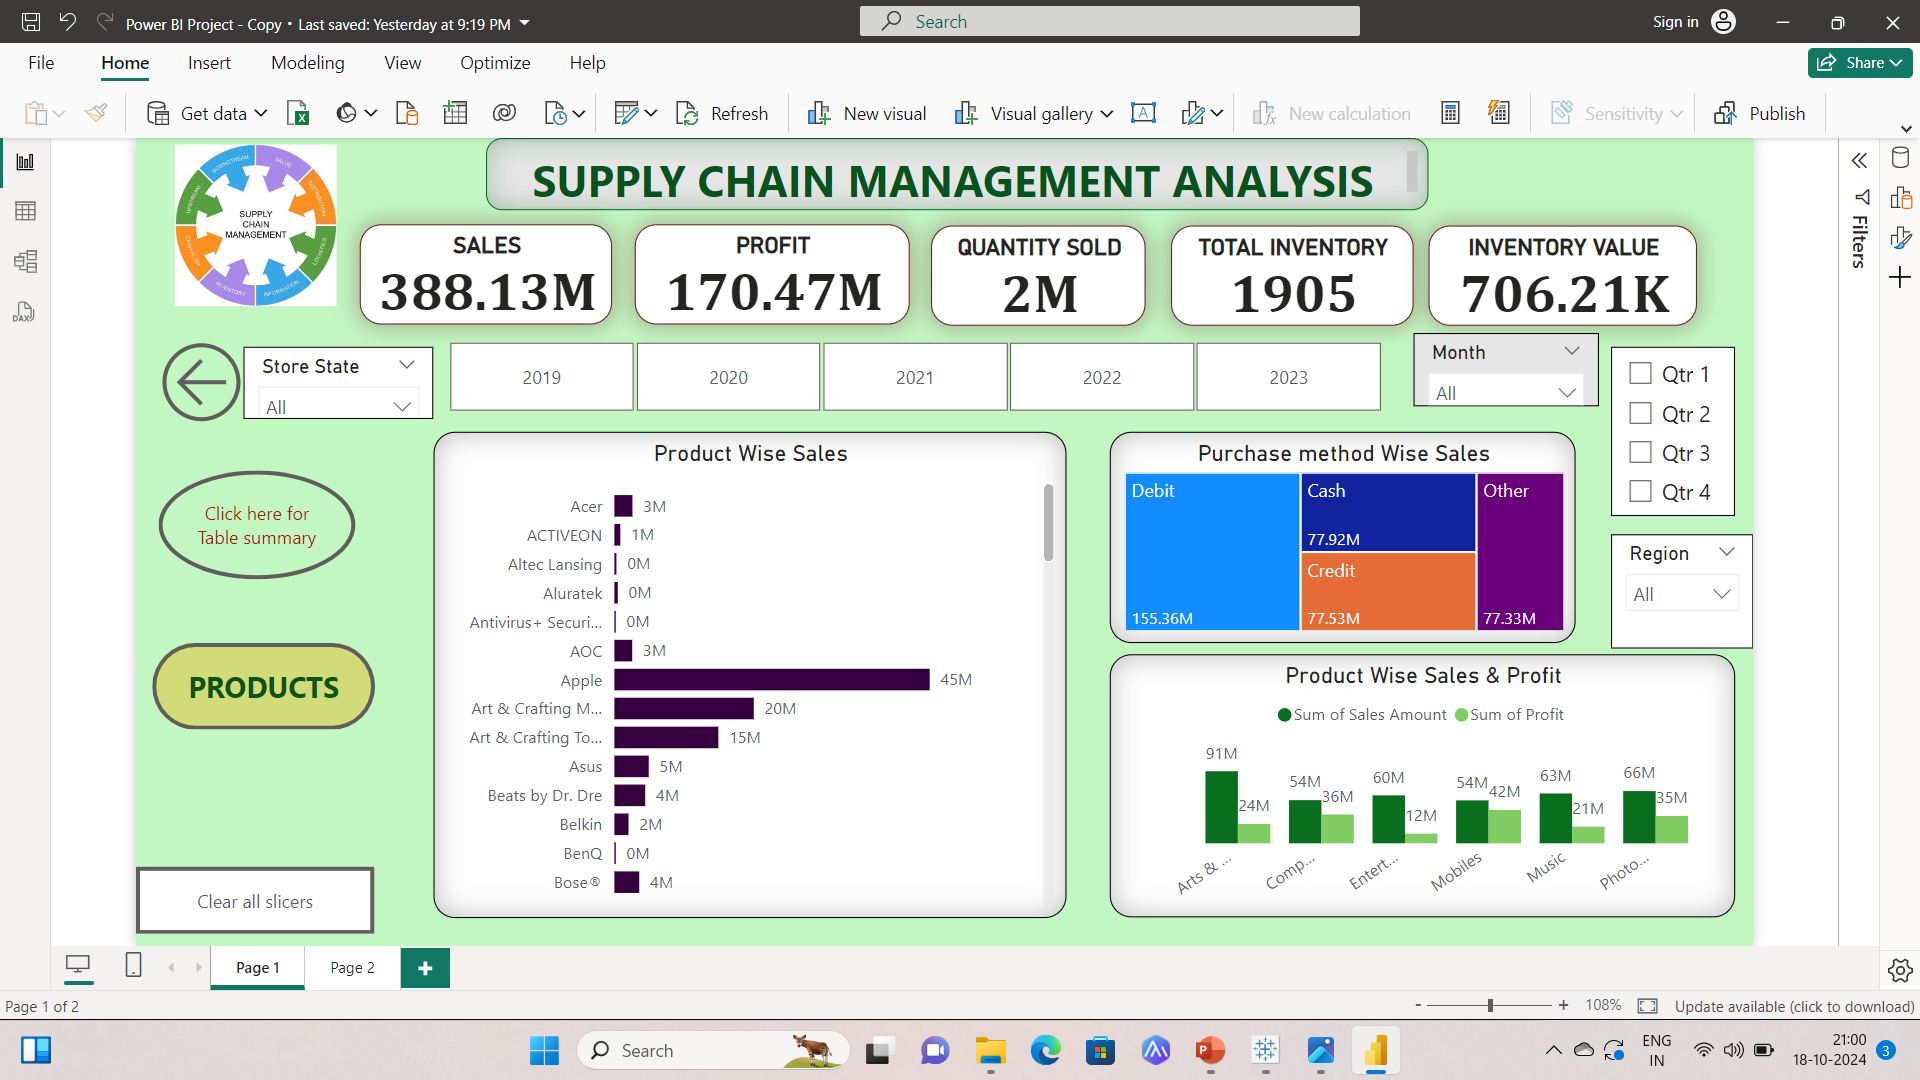 Power BI Project - Copy • Last saved: Yesterday at 9:19 PM
Search
Sign in
File
Home
Insert
Modeling
View
Optimize
Help
Share
Get data
Refresh
New visual
Visual gallery
New calculation
Sensitivity
Publish
DOWNSTREAM
VALUE
DISTRIBUTION
LOGISTICS
INFORMATION
INVENTORY
CASH FLOW
UPSTREAM
SUPPLY
CHAIN
MANAGEMENT
SUPPLY CHAIN MANAGEMENT ANALYSIS
SALES
388.13M
PROFIT
170.47M
QUANTITY SOLD
2M
TOTAL INVENTORY
1905
INVENTORY VALUE
706.21K
Filters
DAX
Store State
All
2019
2020
2021
2022
2023
Month
All
Qtr 1
Qtr 2
Qtr 3
Qtr 4
Region
All
Click here for
Table summary
PRODUCTS
Clear all slicers
Product Wise Sales
Acer 3M
ACTIVEON 1M
Altec Lansing 0M
Aluratek 0M
Antivirus+ Securi... 0M
AOC 3M
Apple 45M
Art & Crafting M... 20M
Art & Crafting To... 15M
Asus 5M
Beats by Dr. Dre 4M
Belkin 2M
BenQ 0M
Bose® 4M
Purchase method Wise Sales
Debit
155.36M
Cash
77.92M
Credit
77.53M
Other
77.33M
Product Wise Sales & Profit
Sum of Sales Amount Sum of Profit
91M 24M
54M 36M
60M 12M
54M 42M
63M 21M
66M 35M
Arts & ...
Comp...
Entert...
Mobiles
Music
Photo...
Page 1
Page 2
+
Page 1 of 2
- + 108%
Update available (click to download)
Search
ENG
IN
21:00
18-10-2024
3